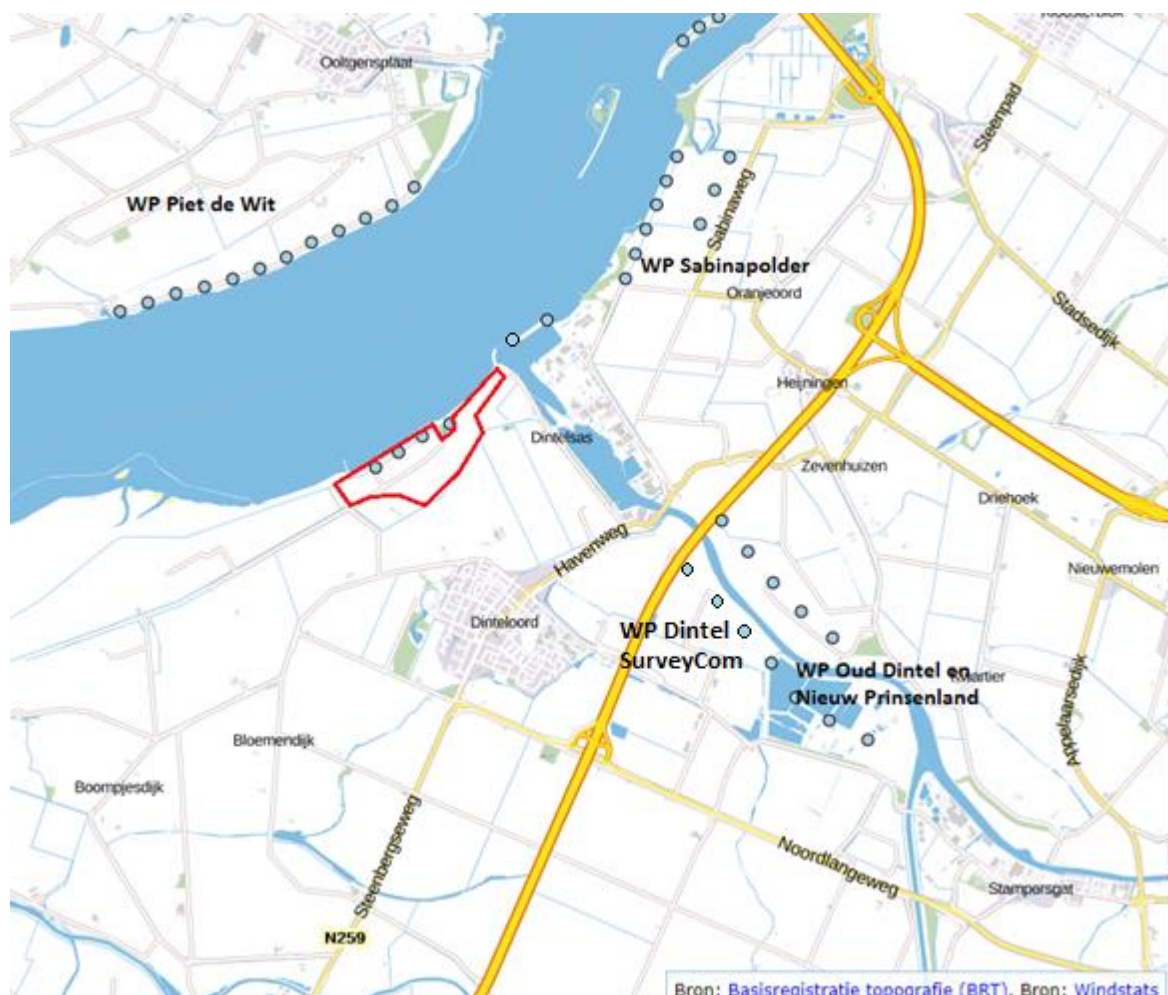 Ooltgensplaat
Steenpad
WP Piet de Wit
Sabinaweg
WP Sabinapolder
Oranjeoord
Stadsedijk
Heijningen
Dintelsas
Zevenhuizen
Driehoek
Havenweg
Nieuwemolen
Dinteloord
WP Dintel
SurveyCom
WP Oud Dintel en
Nieuw Prinsenland
Appelaarsedijk
Bloemendijk
Boompjesdijk
Steenbergseweg
Noordlangeweg
Stampersgat
N259
Bron: Basisregistratie topografie (BRT), Bron: Windstats